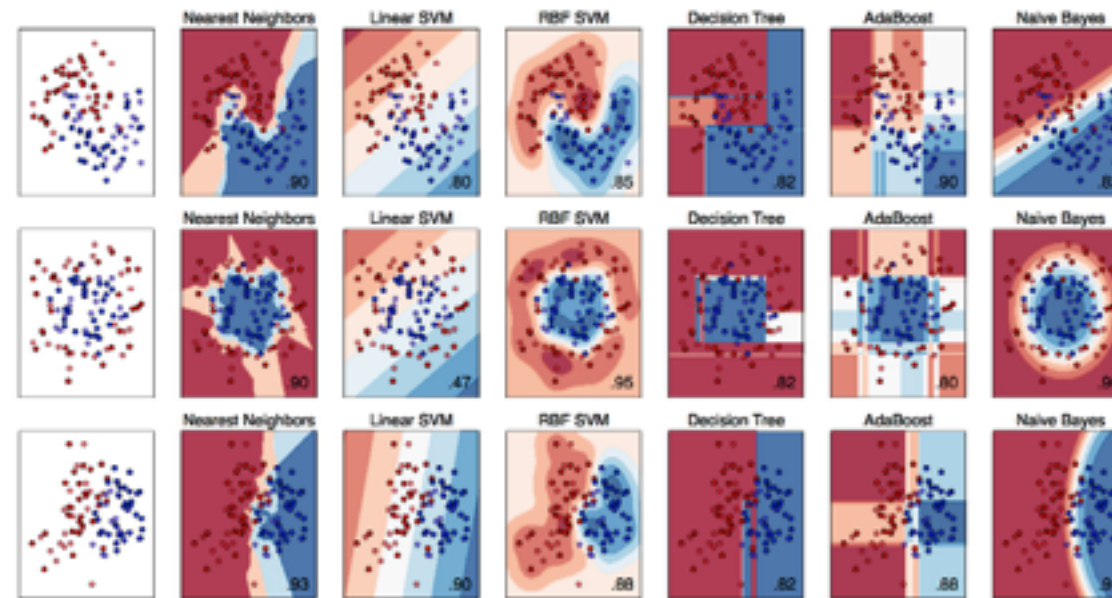 Nearest Neighbors Linear SVM RBF SVM Decision Tree AdaBoost Naive Bayes
.90 .80 .85 .82 .90
Nearest Neighbors Linear SVM RBF SVM Decision Tree AdaBoost Naive Bayes
.90 .47 .95 .82 .80
Nearest Neighbors Linear SVM RBF SVM Decision Tree AdaBoost Naive Bayes
.93 .90 .88 .82 .88